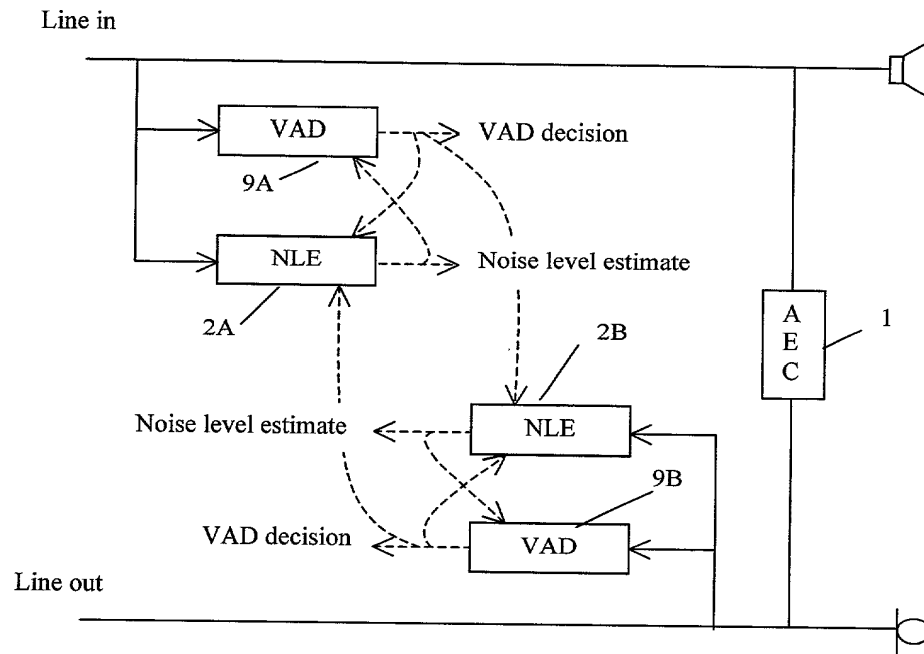 Line in
VAD
VAD decision
9A
NLE
Noise level estimate
2A
A
E
C
1
2B
Noise level estimate
NLE
9B
VAD decision
VAD
Line out